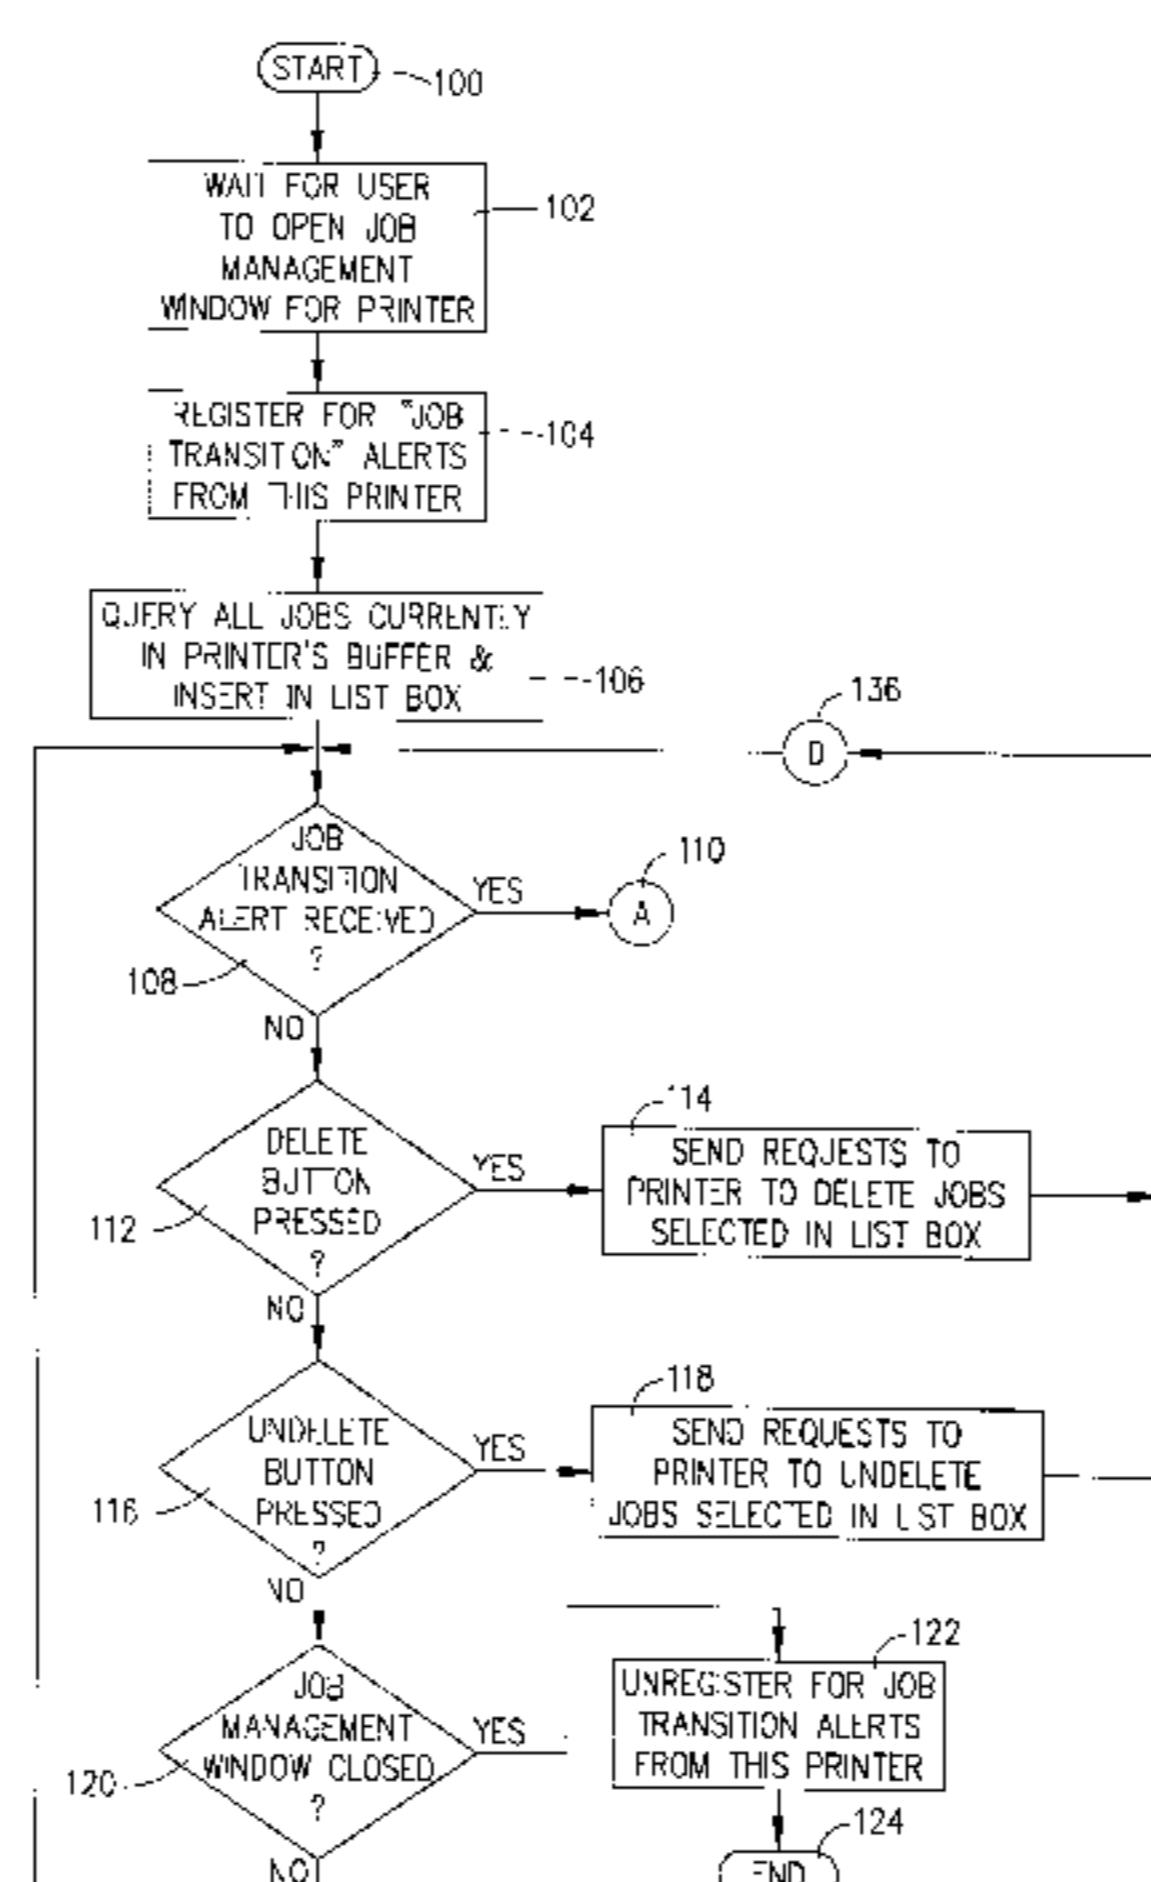 START
100
WAIT FOR USER
TO OPEN JOB
MANAGEMENT
WINDOW FOR PRINTER
102
REGISTER FOR "JOB
TRANSITION" ALERTS
FROM THIS PRINTER
104
QUERY ALL JOBS CURRENTLY
IN PRINTER'S BUFFER &
INSERT IN LIST BOX
106
136
D
JOB
TRANSITION
ALERT RECEIVED
?
108
YES
110
A
NO
DELETE
BUTTON
PRESSED
?
112
YES
114
SEND REQUESTS TO
PRINTER TO DELETE JOBS
SELECTED IN LIST BOX
NO
UNDELETE
BUTTON
PRESSED
?
116
YES
118
SEND REQUESTS TO
PRINTER TO UNDELETE
JOBS SELECTED IN LIST BOX
NO
JOB
MANAGEMENT
WINDOW CLOSED
?
120
YES
122
UNREGISTER FOR JOB
TRANSITION ALERTS
FROM THIS PRINTER
124
END
NO